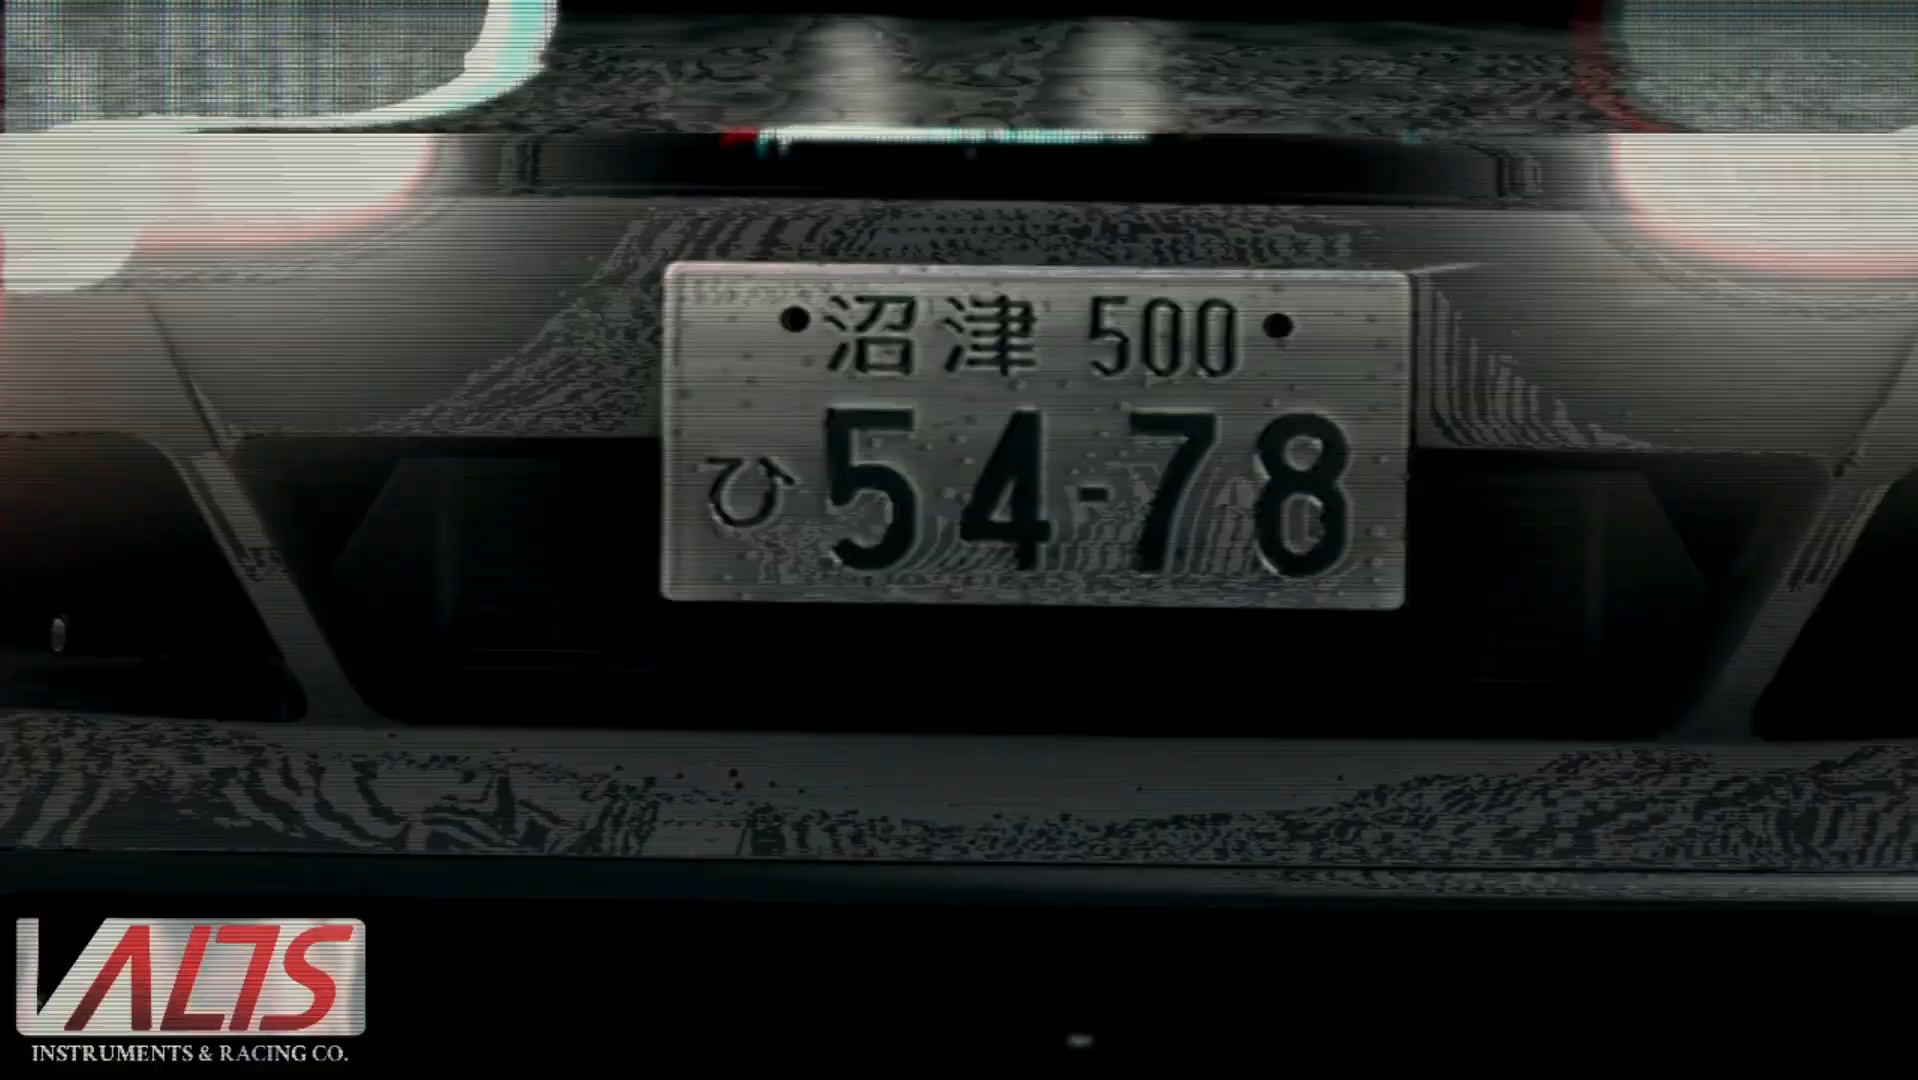 沼津 500
ひ 54-78
VALTS
INSTRUMENTS & RACING CO.